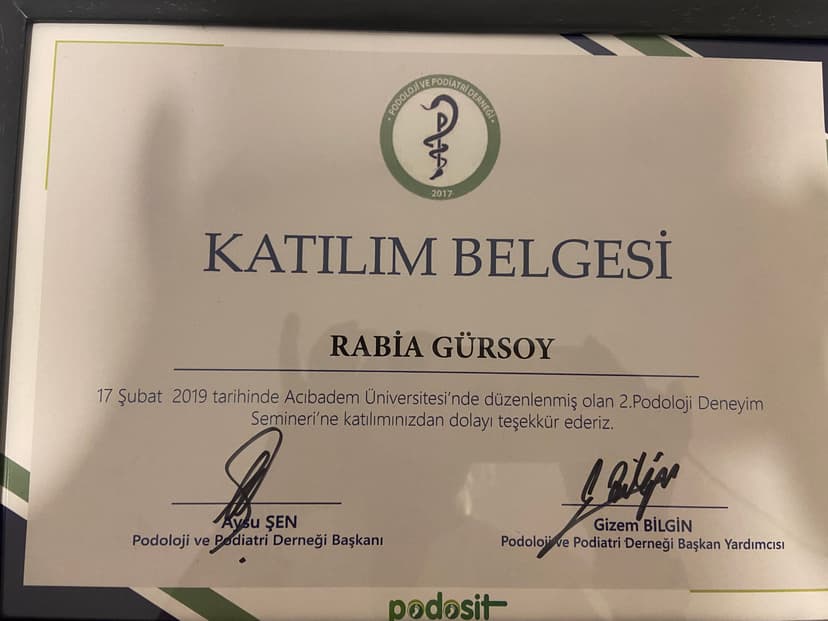 • PODOLOJİ VE PODİATRİ DERNEĞİ •
2017
KATILIM BELGESİ
RABİA GÜRSOY
17 Şubat 2019 tarihinde Acıbadem Üniversitesi'nde düzenlenmiş olan 2.Podoloji Deneyim
Semineri'ne katılımınızdan dolayı teşekkür ederiz.
G Bilgin
Aysu ŞEN
Podoloji ve Podiatri Derneği Başkanı
Gizem BİLGİN
Podoloji ve Podiatri Derneği Başkan Yardımcısı
podosit